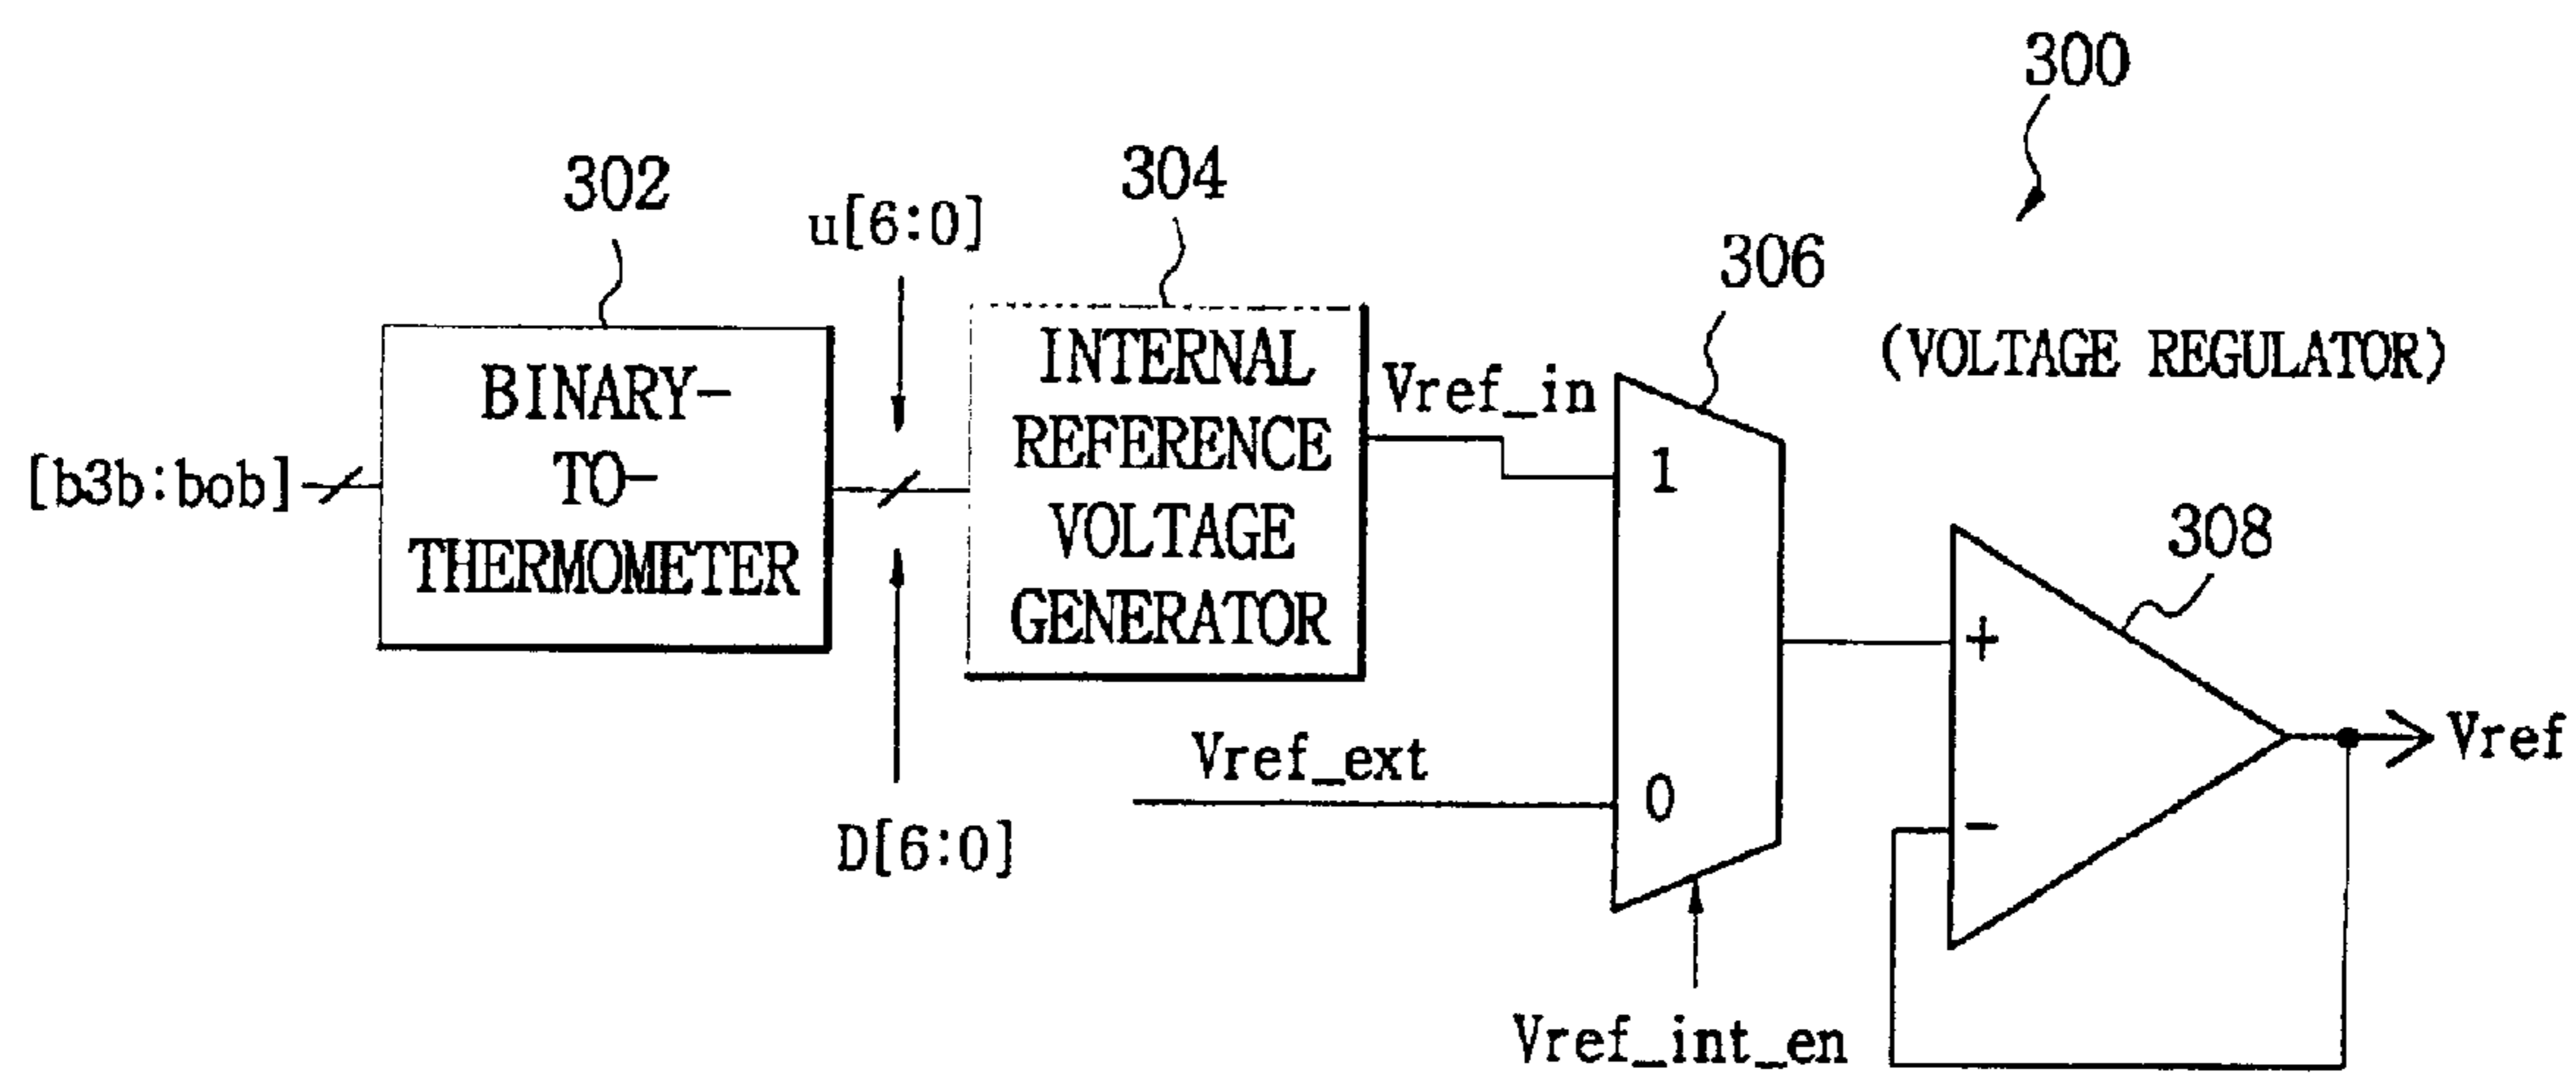 300
302
304
306
308
(VOLTAGE REGULATOR)
u[6:0]
[b3b:bob]
BINARY-
TO-
THERMOMETER
D[6:0]
INTERNAL
REFERENCE
VOLTAGE
GENERATOR
Vref_in
Vref_ext
1
0
Vref_int_en
+
-
Vref